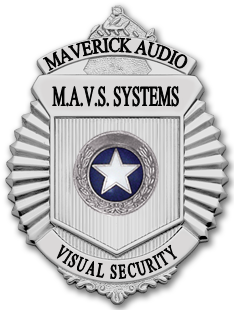 MAVERICK AUDIO
M.A.V.S. SYSTEMS
VISUAL SECURITY